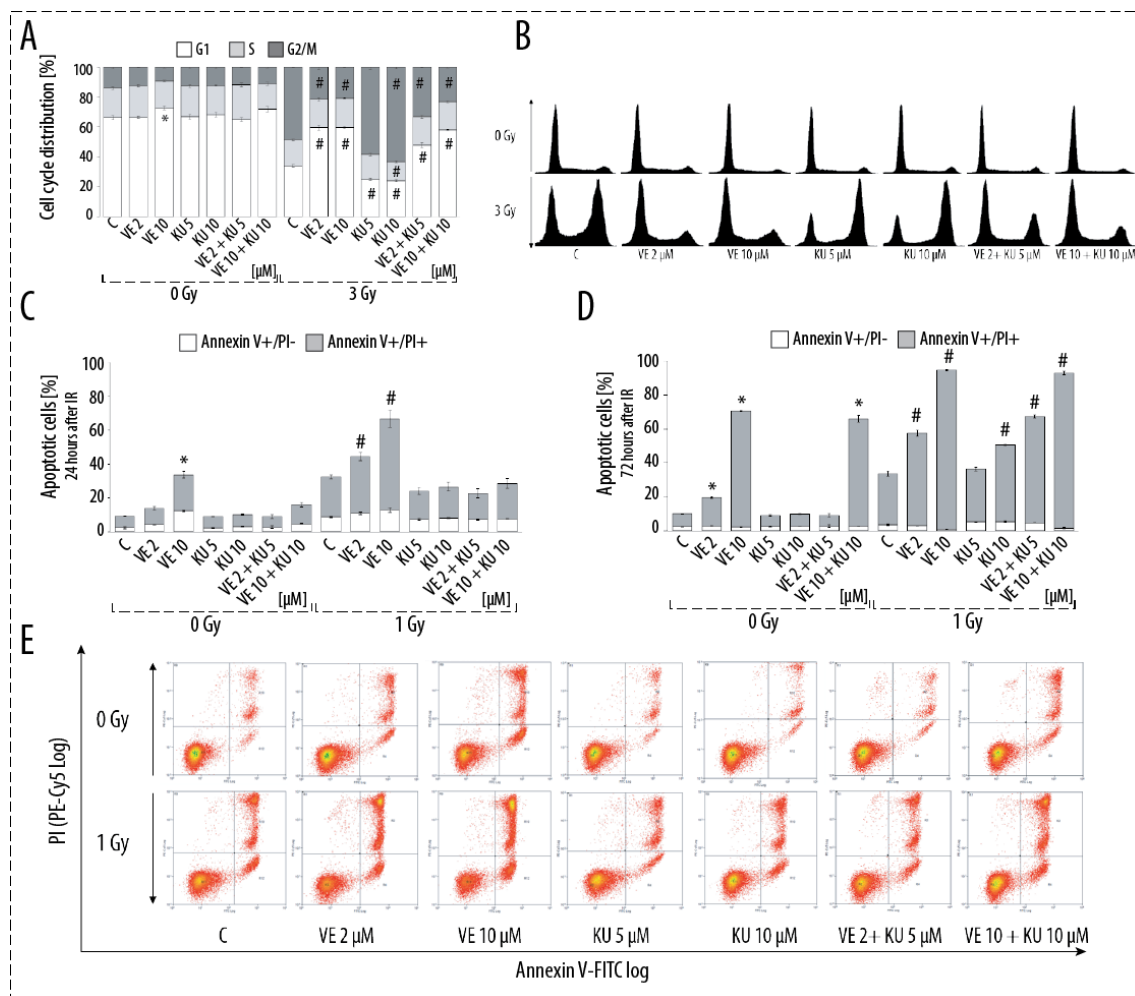 A
G1 S G2/M
Cell cycle distribution [%]
100
80
60
40
20
0
*
# # # #
# # # # # # #
C VE 2 VE 10 KU 5 KU 10 VE 2 + KU 5 VE 10 + KU 10 C VE 2 VE 10 KU 5 KU 10 VE 2 + KU 5 VE 10 + KU 10
[µM] [µM]
0 Gy 3 Gy
B
0 Gy
3 Gy
C VE 2 µM VE 10 µM KU 5 µM KU 10 µM VE 2 + KU 5 µM VE 10 + KU 10 µM
C
Annexin V+/PI- Annexin V+/PI+
Apoptotic cells [%]
24 hours after IR
100
80
60
40
20
0
* # #
C VE 2 VE 10 KU 5 KU 10 VE 2 + KU 5 VE 10 + KU 10 C VE 2 VE 10 KU 5 KU 10 VE 2 + KU 5 VE 10 + KU 10
[µM] [µM]
0 Gy 1 Gy
D
Annexin V+/PI- Annexin V+/PI+
Apoptotic cells [%]
72 hours after IR
100
80
60
40
20
0
* * * # # # # #
C VE 2 VE 10 KU 5 KU 10 VE 2 + KU 5 VE 10 + KU 10 C VE 2 VE 10 KU 5 KU 10 VE 2 + KU 5 VE 10 + KU 10
[µM] [µM]
0 Gy 1 Gy
E
PI (PE-Cy5 Log)
0 Gy
1 Gy
C VE 2 µM VE 10 µM KU 5 µM KU 10 µM VE 2 + KU 5 µM VE 10 + KU 10 µM
Annexin V-FITC log